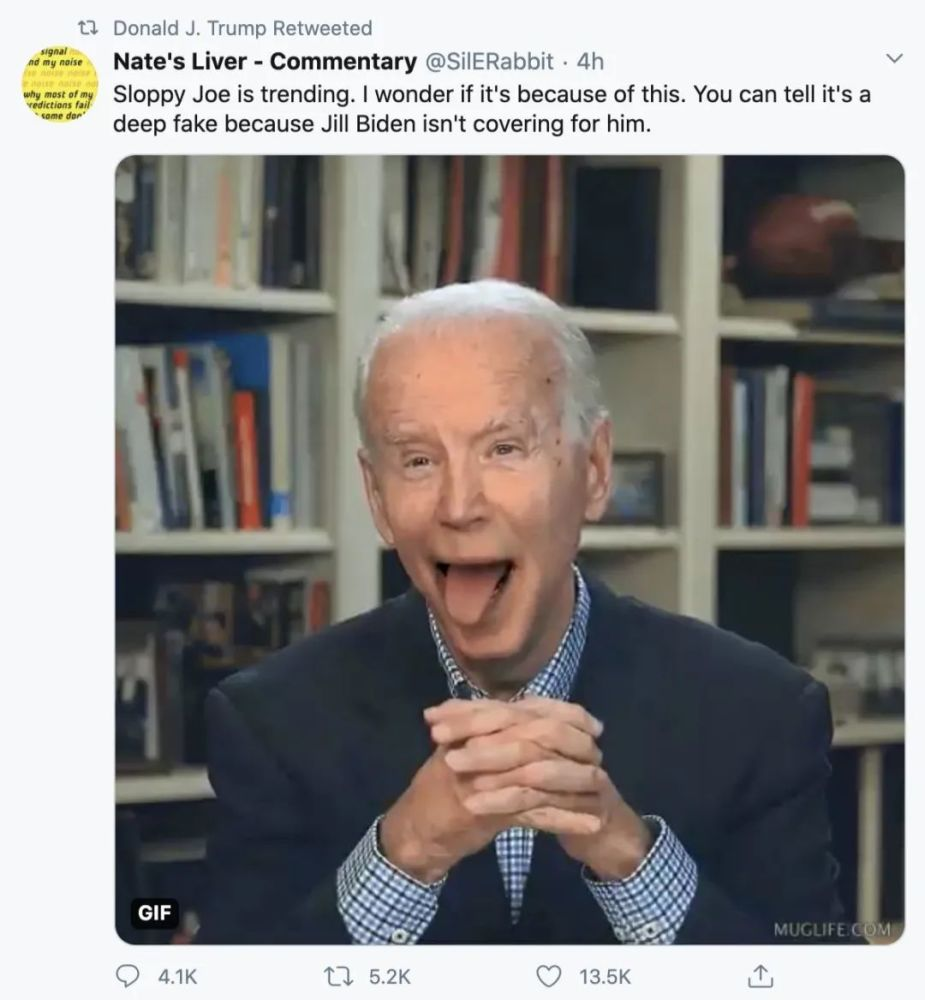 Donald J. Trump Retweeted
signal
nd my noise
why most of my
redictions fail
some don'
Nate's Liver - Commentary @SilERabbit · 4h
Sloppy Joe is trending. I wonder if it's because of this. You can tell it's a
deep fake because Jill Biden isn't covering for him.
GIF
MUGLIFE.COM
4.1K 5.2K 13.5K